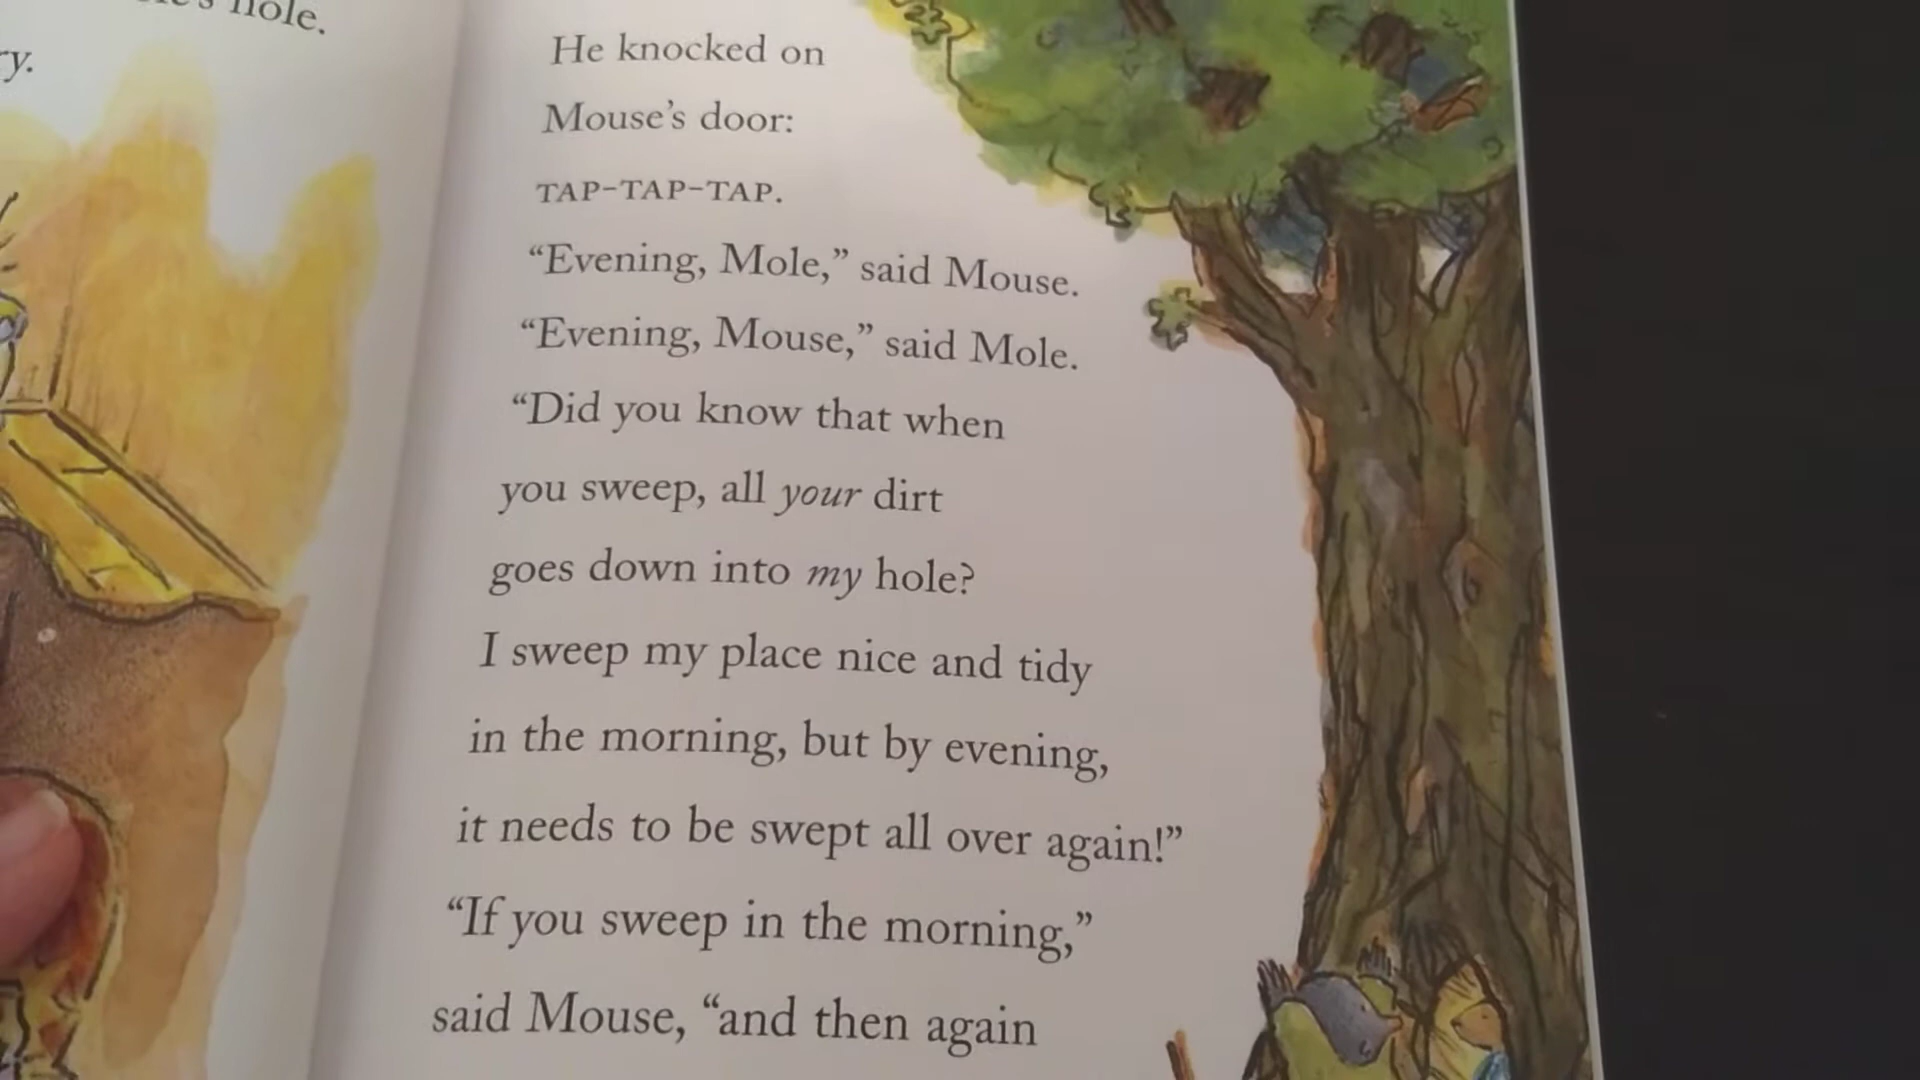 hole.
He knocked on
Mouse's door:
TAP-TAP-TAP.
“Evening, Mole,” said Mouse.
“Evening, Mouse,” said Mole.
“Did you know that when
you sweep, all your dirt
goes down into my hole?
I sweep my place nice and tidy
in the morning, but by evening,
it needs to be swept all over again!”
“If you sweep in the morning,”
said Mouse, “and then again